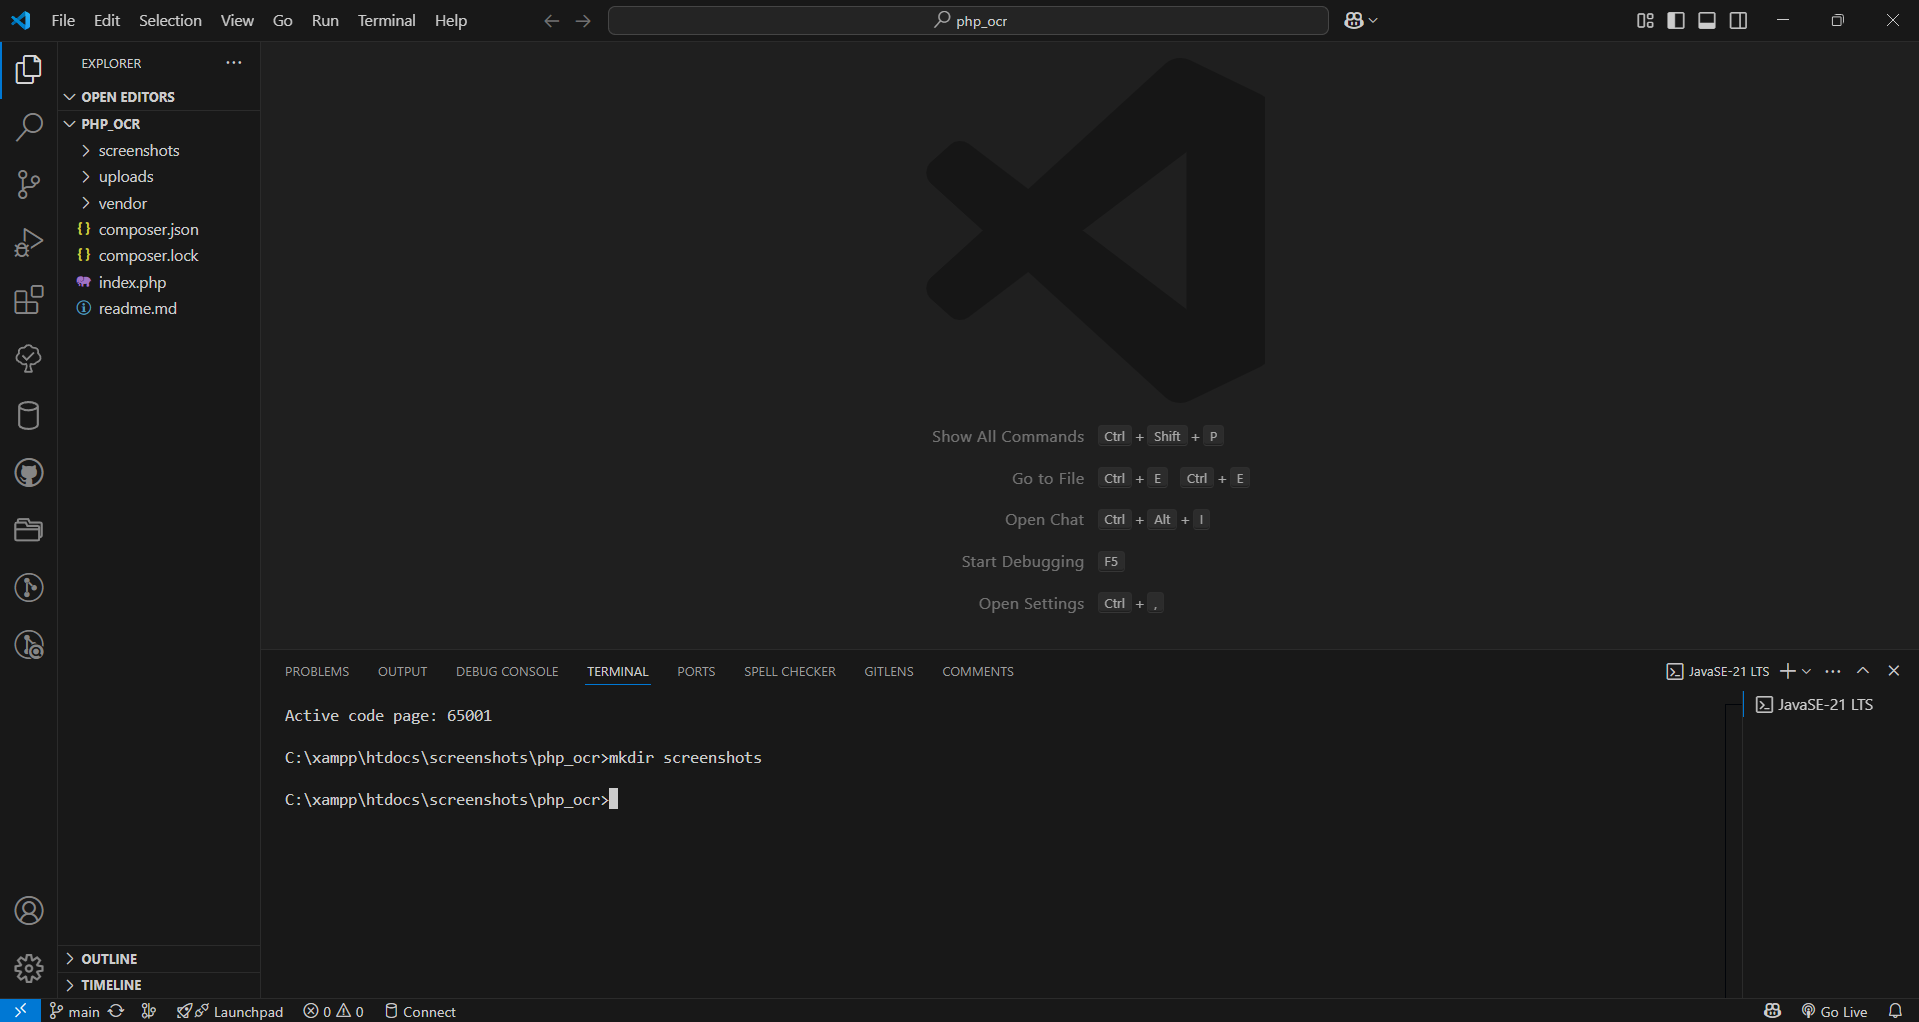 File Edit Selection View Go Run Terminal Help
php_ocr
EXPLORER
OPEN EDITORS
PHP_OCR
screenshots
uploads
vendor
composer.json
composer.lock
index.php
readme.md
OUTLINE
TIMELINE
Show All Commands Ctrl + Shift + P
Go to File Ctrl + E Ctrl + E
Open Chat Ctrl + Alt + I
Start Debugging F5
Open Settings Ctrl + ,
PROBLEMS OUTPUT DEBUG CONSOLE TERMINAL PORTS SPELL CHECKER GITLENS COMMENTS
JavaSE-21 LTS
Active code page: 65001
C:\xampp\htdocs\screenshots\php_ocr>mkdir screenshots
C:\xampp\htdocs\screenshots\php_ocr>
JavaSE-21 LTS
main Launchpad 0 0 Connect Go Live